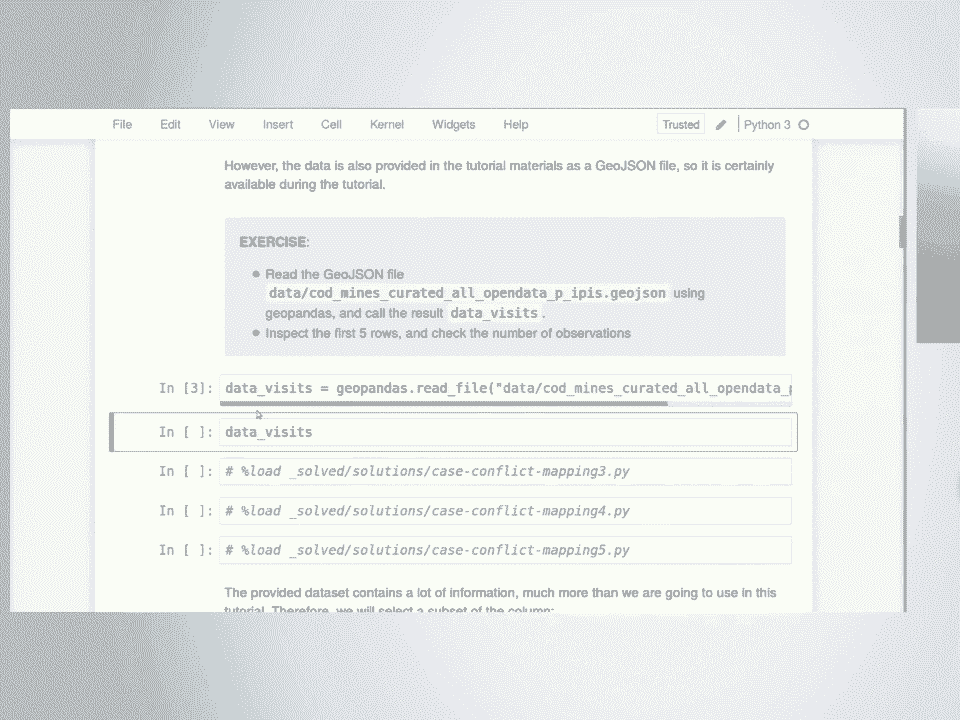 File Edit View Insert Cell Kernel Widgets Help Trusted Python 3
However, the data is also provided in the tutorial materials as a GeoJSON file, so it is certainly
available during the tutorial.
EXERCISE:
Read the GeoJSON file
data/cod_mines_curated_all_opendata_p_ipis.geojson using
geopandas, and call the result data_visits.
Inspect the first 5 rows, and check the number of observations
In [3]: data_visits = geopandas.read_file("data/cod_mines_curated_all_opendata_p
In [ ]: data_visits
In [ ]: # %load _solved/solutions/case-conflict-mapping3.py
In [ ]: # %load _solved/solutions/case-conflict-mapping4.py
In [ ]: # %load _solved/solutions/case-conflict-mapping5.py
The provided dataset contains a lot of information, much more than we are going to use in this
tutorial. Therefore, we will select a subset of the column: